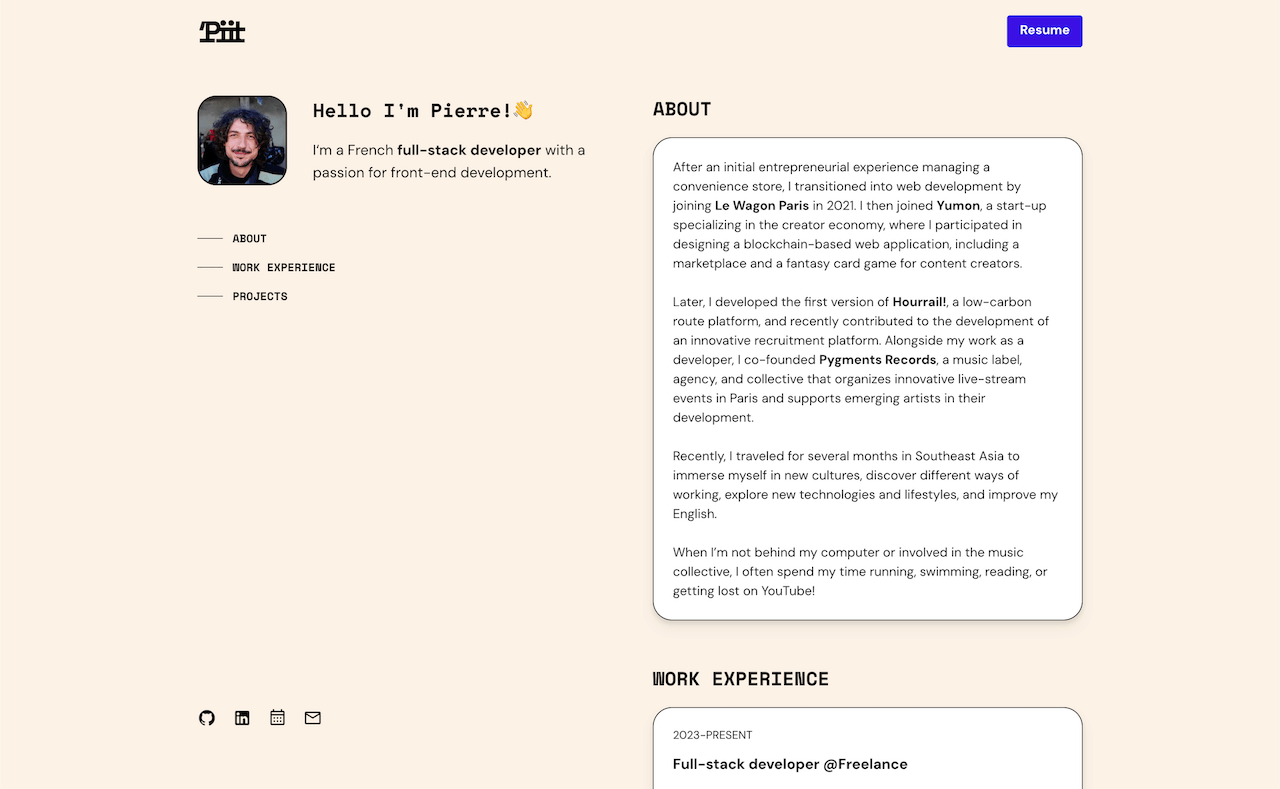 'Piit
Resume
Hello I'm Pierre!👋
I'm a French full-stack developer with a
passion for front-end development.
ABOUT
WORK EXPERIENCE
PROJECTS
ABOUT
After an initial entrepreneurial experience managing a
convenience store, I transitioned into web development by
joining Le Wagon Paris in 2021. I then joined Yumon, a start-up
specializing in the creator economy, where I participated in
designing a blockchain-based web application, including a
marketplace and a fantasy card game for content creators.
Later, I developed the first version of Hourrail!, a low-carbon
route platform, and recently contributed to the development of
an innovative recruitment platform. Alongside my work as a
developer, I co-founded Pygments Records, a music label,
agency, and collective that organizes innovative live-stream
events in Paris and supports emerging artists in their
development.
Recently, I traveled for several months in Southeast Asia to
immerse myself in new cultures, discover different ways of
working, explore new technologies and lifestyles, and improve my
English.
When I'm not behind my computer or involved in the music
collective, I often spend my time running, swimming, reading, or
getting lost on YouTube!
WORK EXPERIENCE
2023-PRESENT
Full-stack developer @Freelance